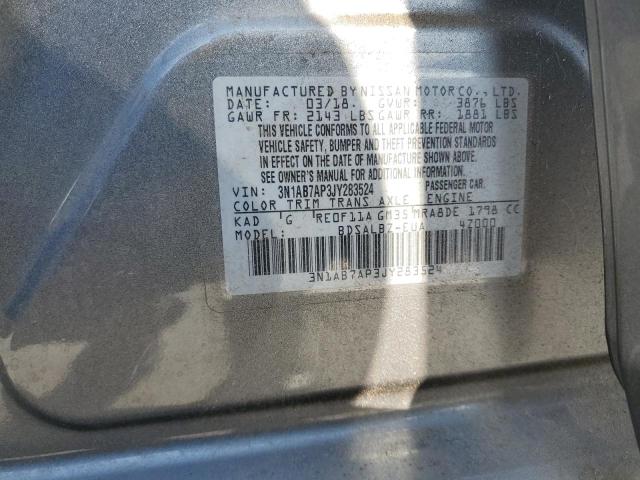 MANUFACTURED BY NISSAN MOTOR CO., LTD.
DATE: 03/18 GVWR: 3876 LBS
GAWR FR: 2143 LBS GAWR RR: 1881 LBS
THIS VEHICLE CONFORMS TO ALL APPLICABLE FEDERAL MOTOR
VEHICLE SAFETY, BUMPER AND THEFT PREVENTION STANDARDS
IN EFFECT ON THE DATE OF MANUFACTURE SHOWN ABOVE.
SEE OWNER'S MANUAL FOR ADDITIONAL INFORMATION
VIN: 3N1AB7AP3JY283524 PASSENGER CAR.
COLOR TRIM TRANS AXLE ENGINE
KAD G RE0F11A GM35 MRA8DE 1798 CC
BDSALBZ-EUA 4Z000
3N1AB7AP3JY283524